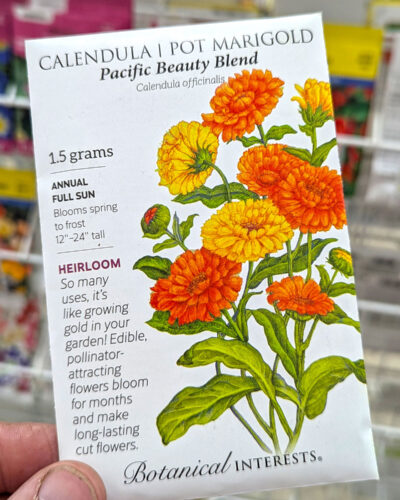 CALENDULA | POT MARIGOLD
Pacific Beauty Blend
Calendula officinalis
1.5 grams
ANNUAL
FULL SUN
Blooms spring
to frost
12"–24" tall
HEIRLOOM
So many
uses, it's
like growing
gold in your
garden! Edible,
pollinator-
attracting
flowers bloom
for months
and make
long-lasting
cut flowers.
Botanical INTERESTS®